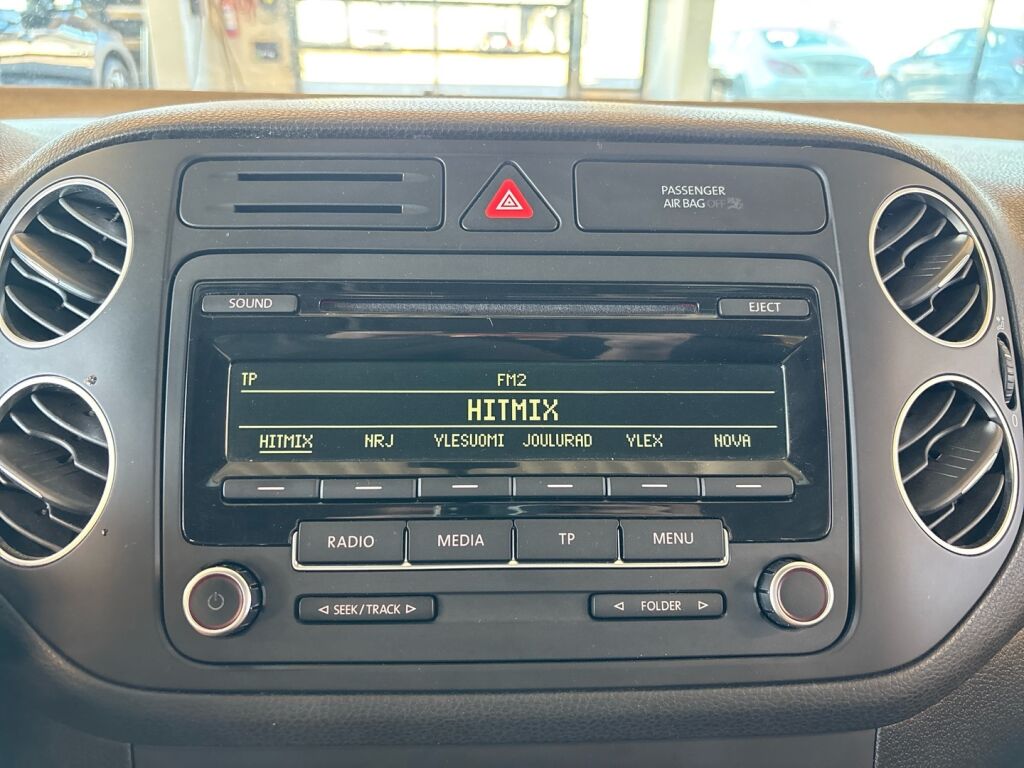 PASSENGER
AIR BAG OFF
SOUND
EJECT
TP FM2
HITMIX
HITMIX NRJ YLESUOMI JOULURAD YLEX NOVA
RADIO MEDIA TP MENU
SEEK / TRACK
FOLDER
0